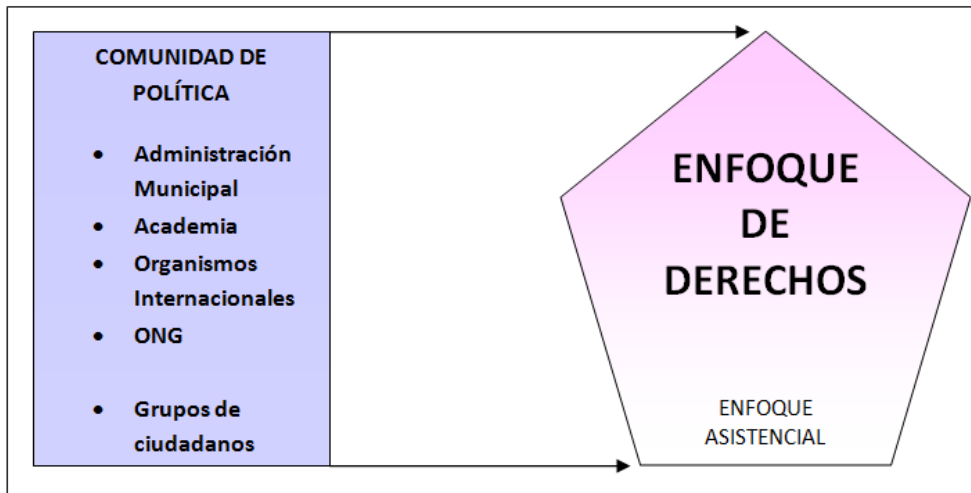 COMUNIDAD DE
POLÍTICA
• Administración
Municipal
• Academia
• Organismos
Internacionales
• ONG
• Grupos de
ciudadanos
ENFOQUE
DE
DERECHOS
ENFOQUE
ASISTENCIAL